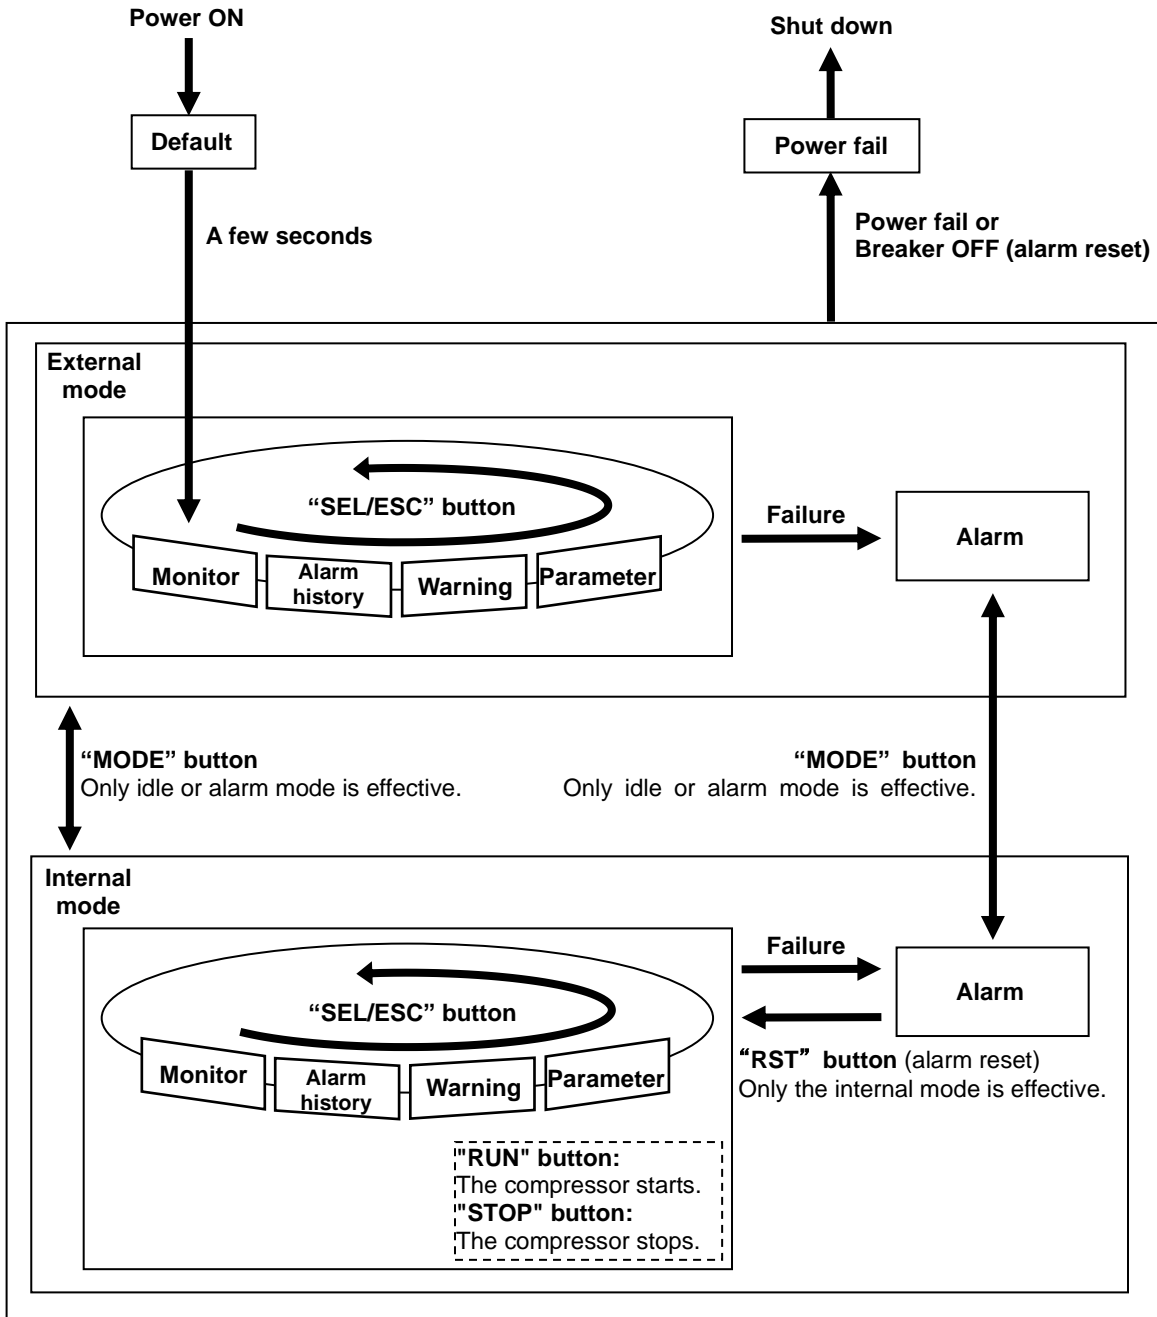 Power ON
Shut down
Default
Power fail
A few seconds
Power fail or
Breaker OFF (alarm reset)
External
mode
“SEL/ESC” button
Monitor
Alarm
history
Warning
Parameter
Failure
Alarm
“MODE” button
Only idle or alarm mode is effective.
“MODE” button
Only idle or alarm mode is effective.
Internal
mode
“SEL/ESC” button
Monitor
Alarm
history
Warning
Parameter
Failure
Alarm
“RST” button (alarm reset)
Only the internal mode is effective.
"RUN" button:
The compressor starts.
"STOP" button:
The compressor stops.